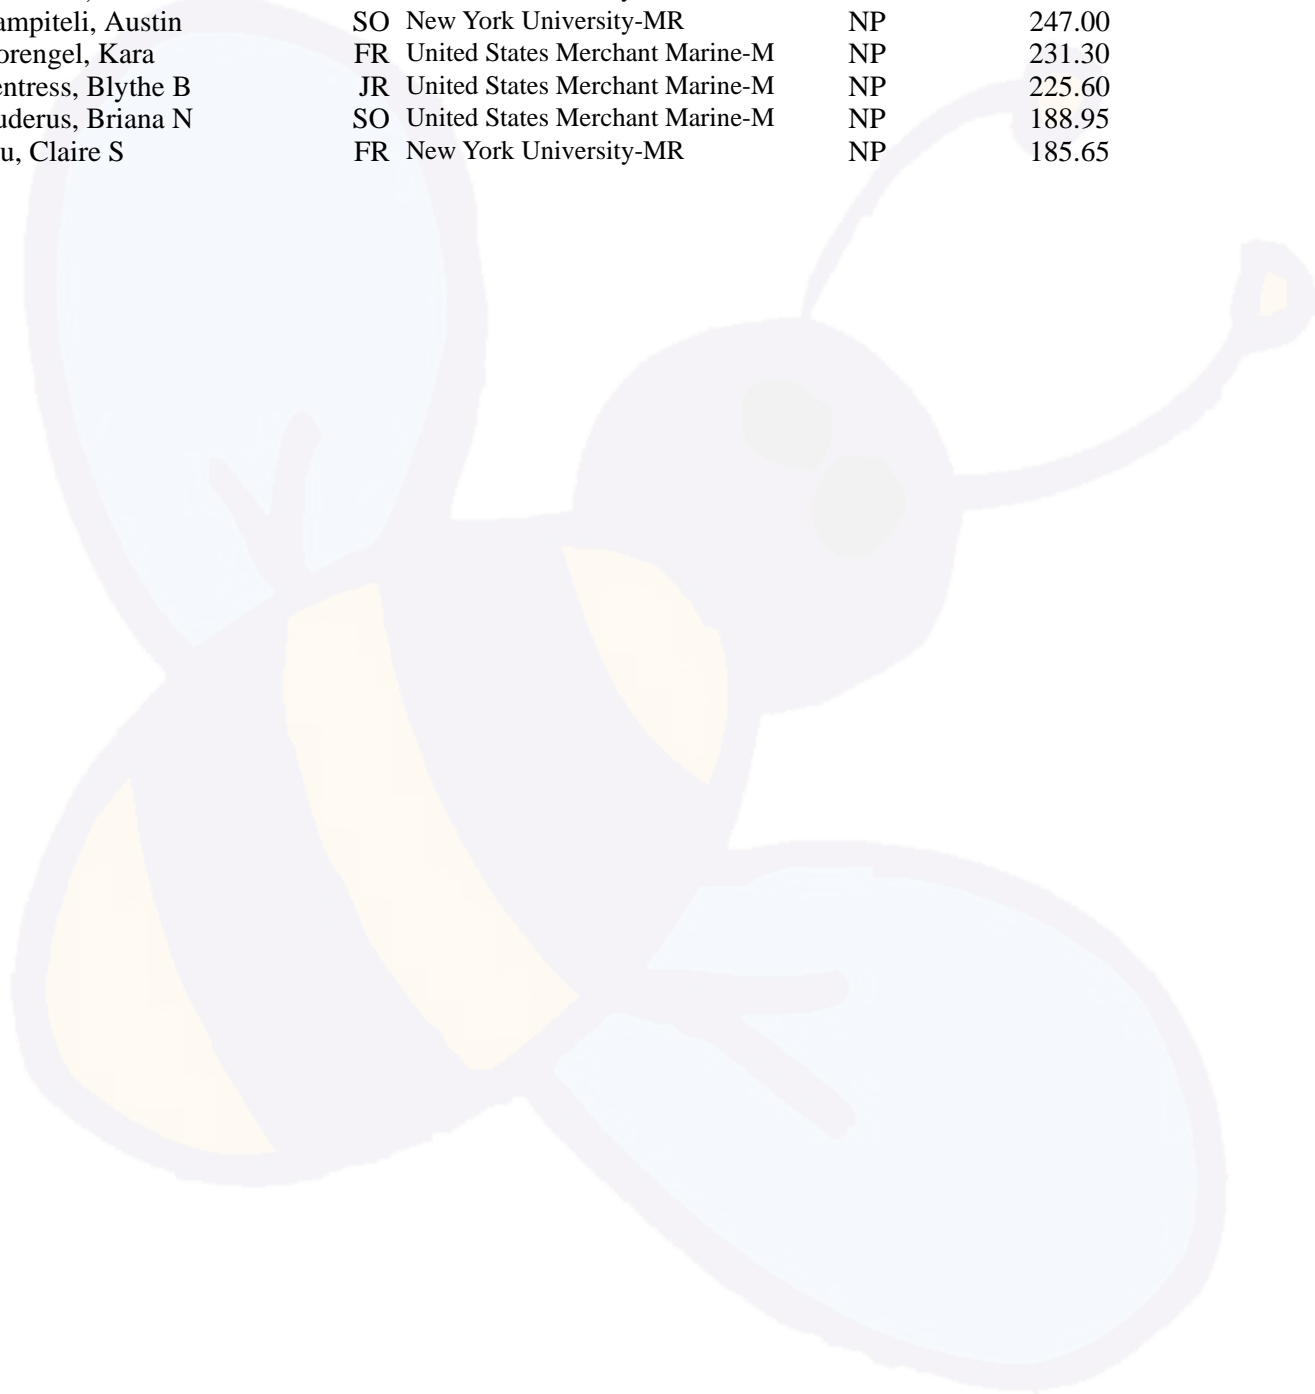 ampiteli, Austin SO New York University-MR NP 247.00
orengel, Kara FR United States Merchant Marine-M NP 231.30
entress, Blythe B JR United States Merchant Marine-M NP 225.60
uderus, Briana N SO United States Merchant Marine-M NP 188.95
u, Claire S FR New York University-MR NP 185.65